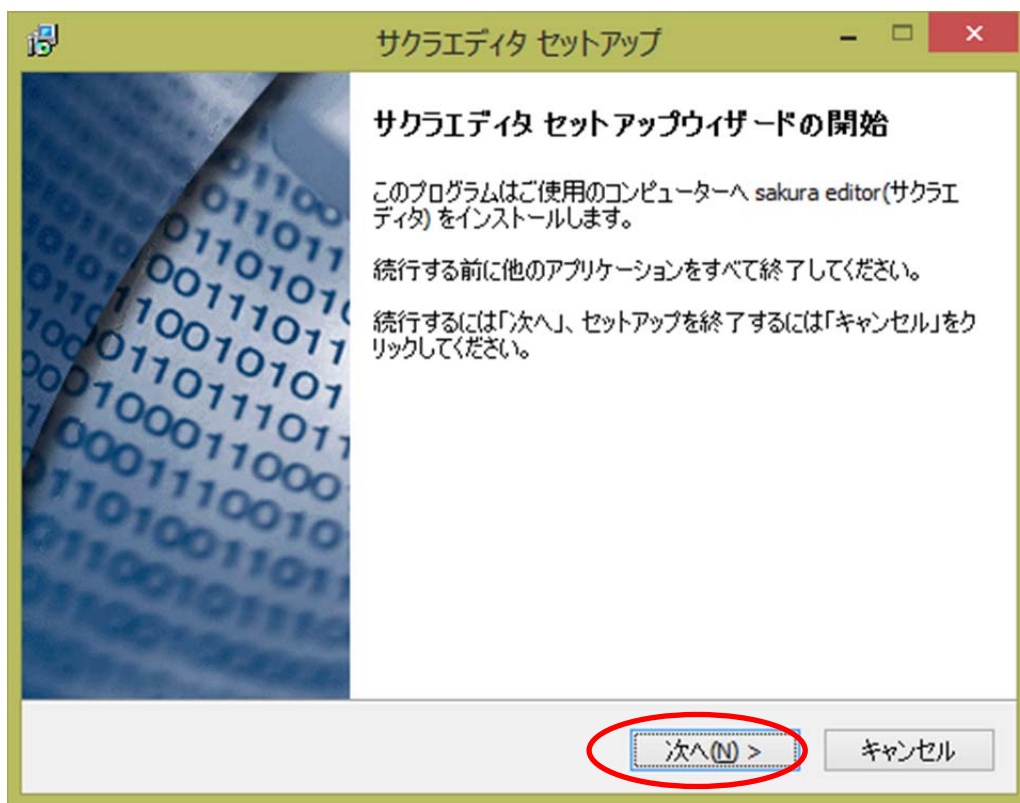 サクラエディタ セットアップ
サクラエディタ セットアップウィザードの開始
このプログラムはご使用のコンピューターへ sakura editor(サクラエ
ディタ) をインストールします。
続行する前に他のアプリケーションをすべて終了してください。
続行するには「次へ」、セットアップを終了するには「キャンセル」をク
リックしてください。
次へ(N) >
キャンセル